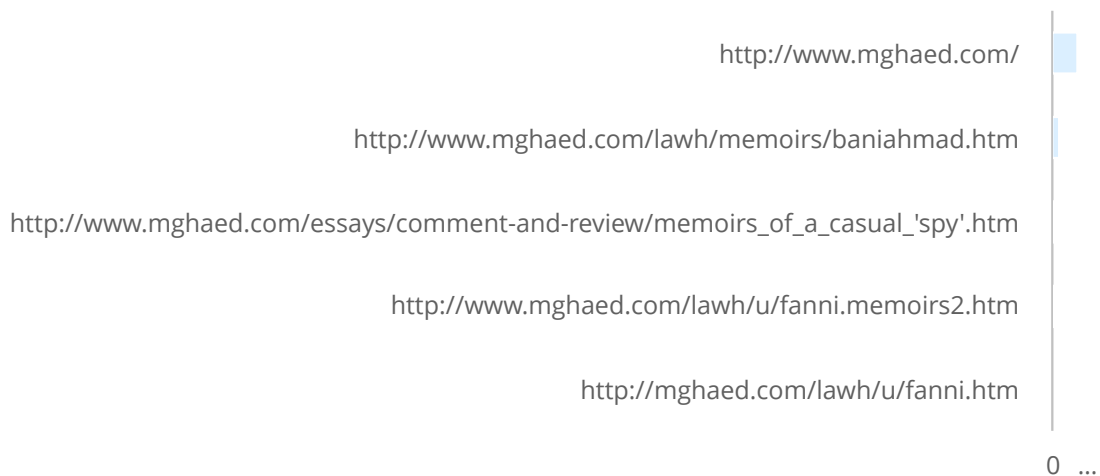 http://www.mghaed.com/
http://www.mghaed.com/lawh/memoirs/baniahmad.htm
http://www.mghaed.com/essays/comment-and-review/memoirs_of_a_casual_'spy'.htm
http://www.mghaed.com/lawh/u/fanni.memoirs2.htm
http://mghaed.com/lawh/u/fanni.htm
0 ...